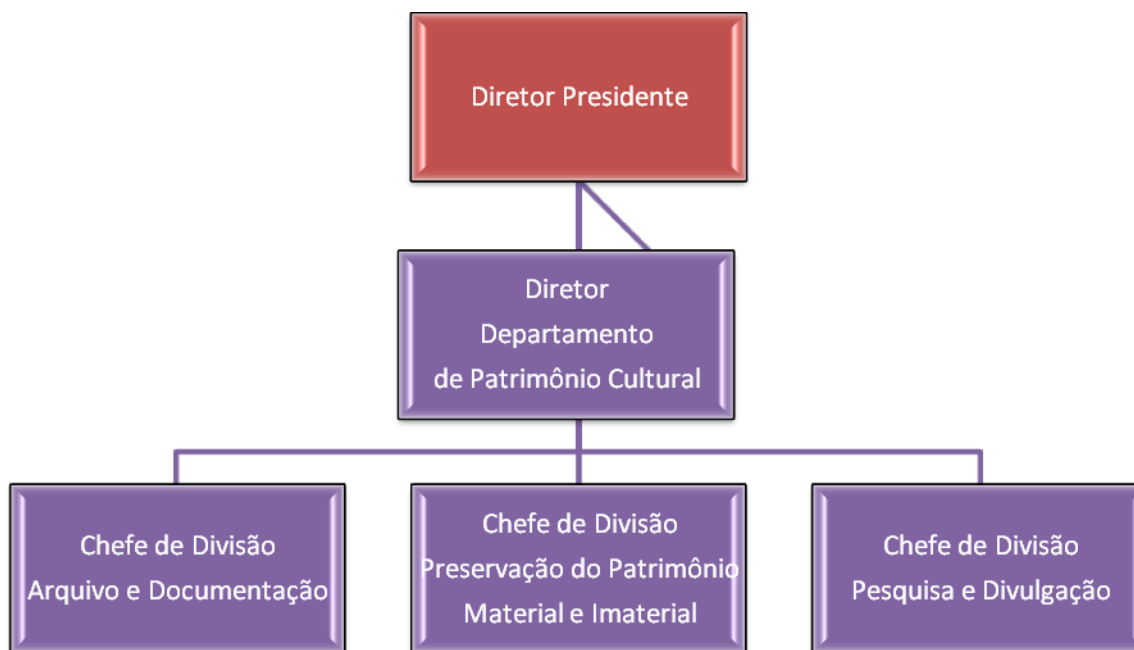 Diretor Presidente
Diretor
Departamento
de Patrimônio Cultural
Chefe de Divisão
Arquivo e Documentação
Chefe de Divisão
Preservação do Patrimônio
Material e Imaterial
Chefe de Divisão
Pesquisa e Divulgação